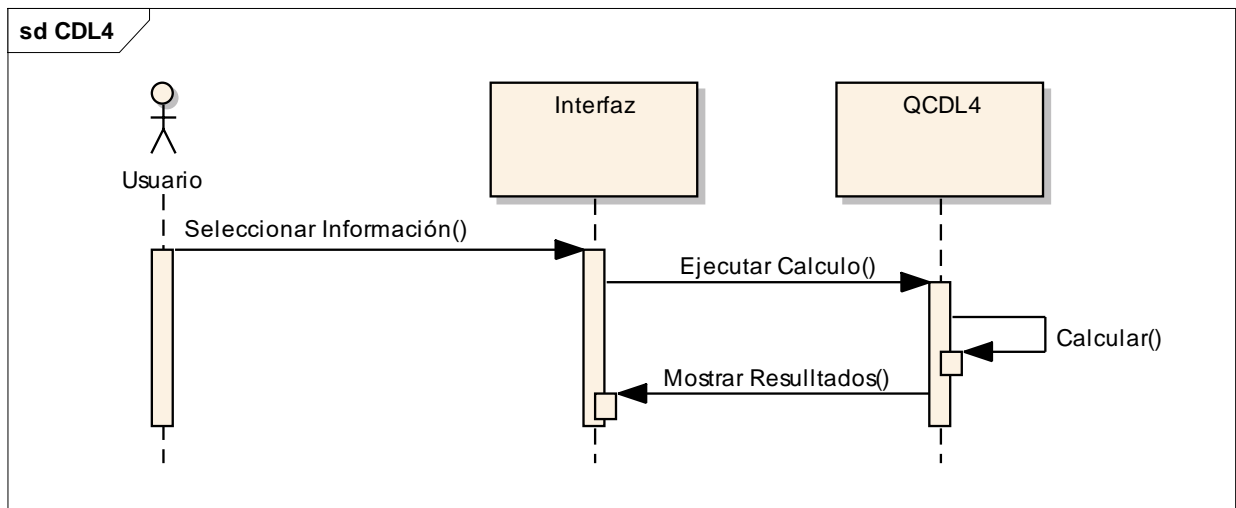 sd CDL4
Usuario
Interfaz
QCDL4
Seleccionar Información()
Ejecutar Calculo()
Calcular()
Mostrar Resulltados()